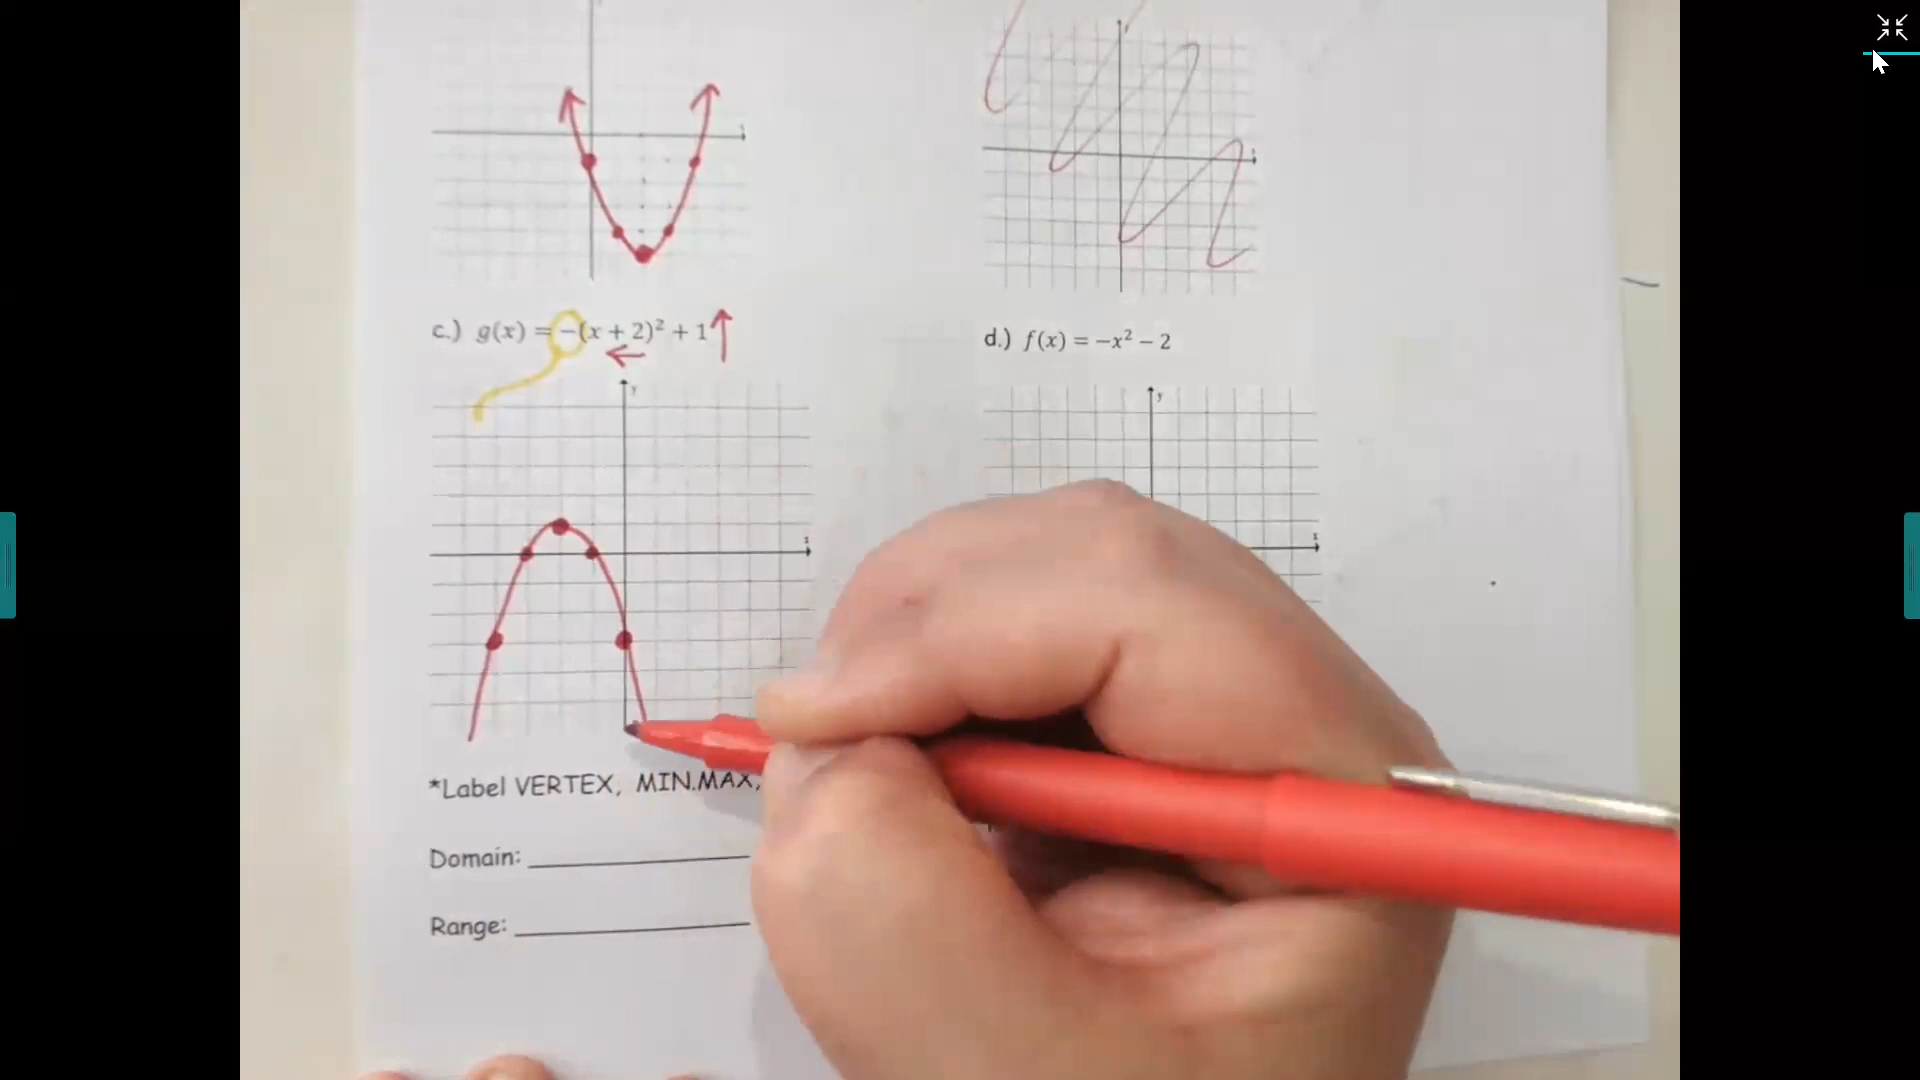 c.) g(x) = −(x + 2)² + 1
d.) f(x) = −x² − 2
y
y
x
x
*Label VERTEX, MIN.MAX,
Domain:
Range: